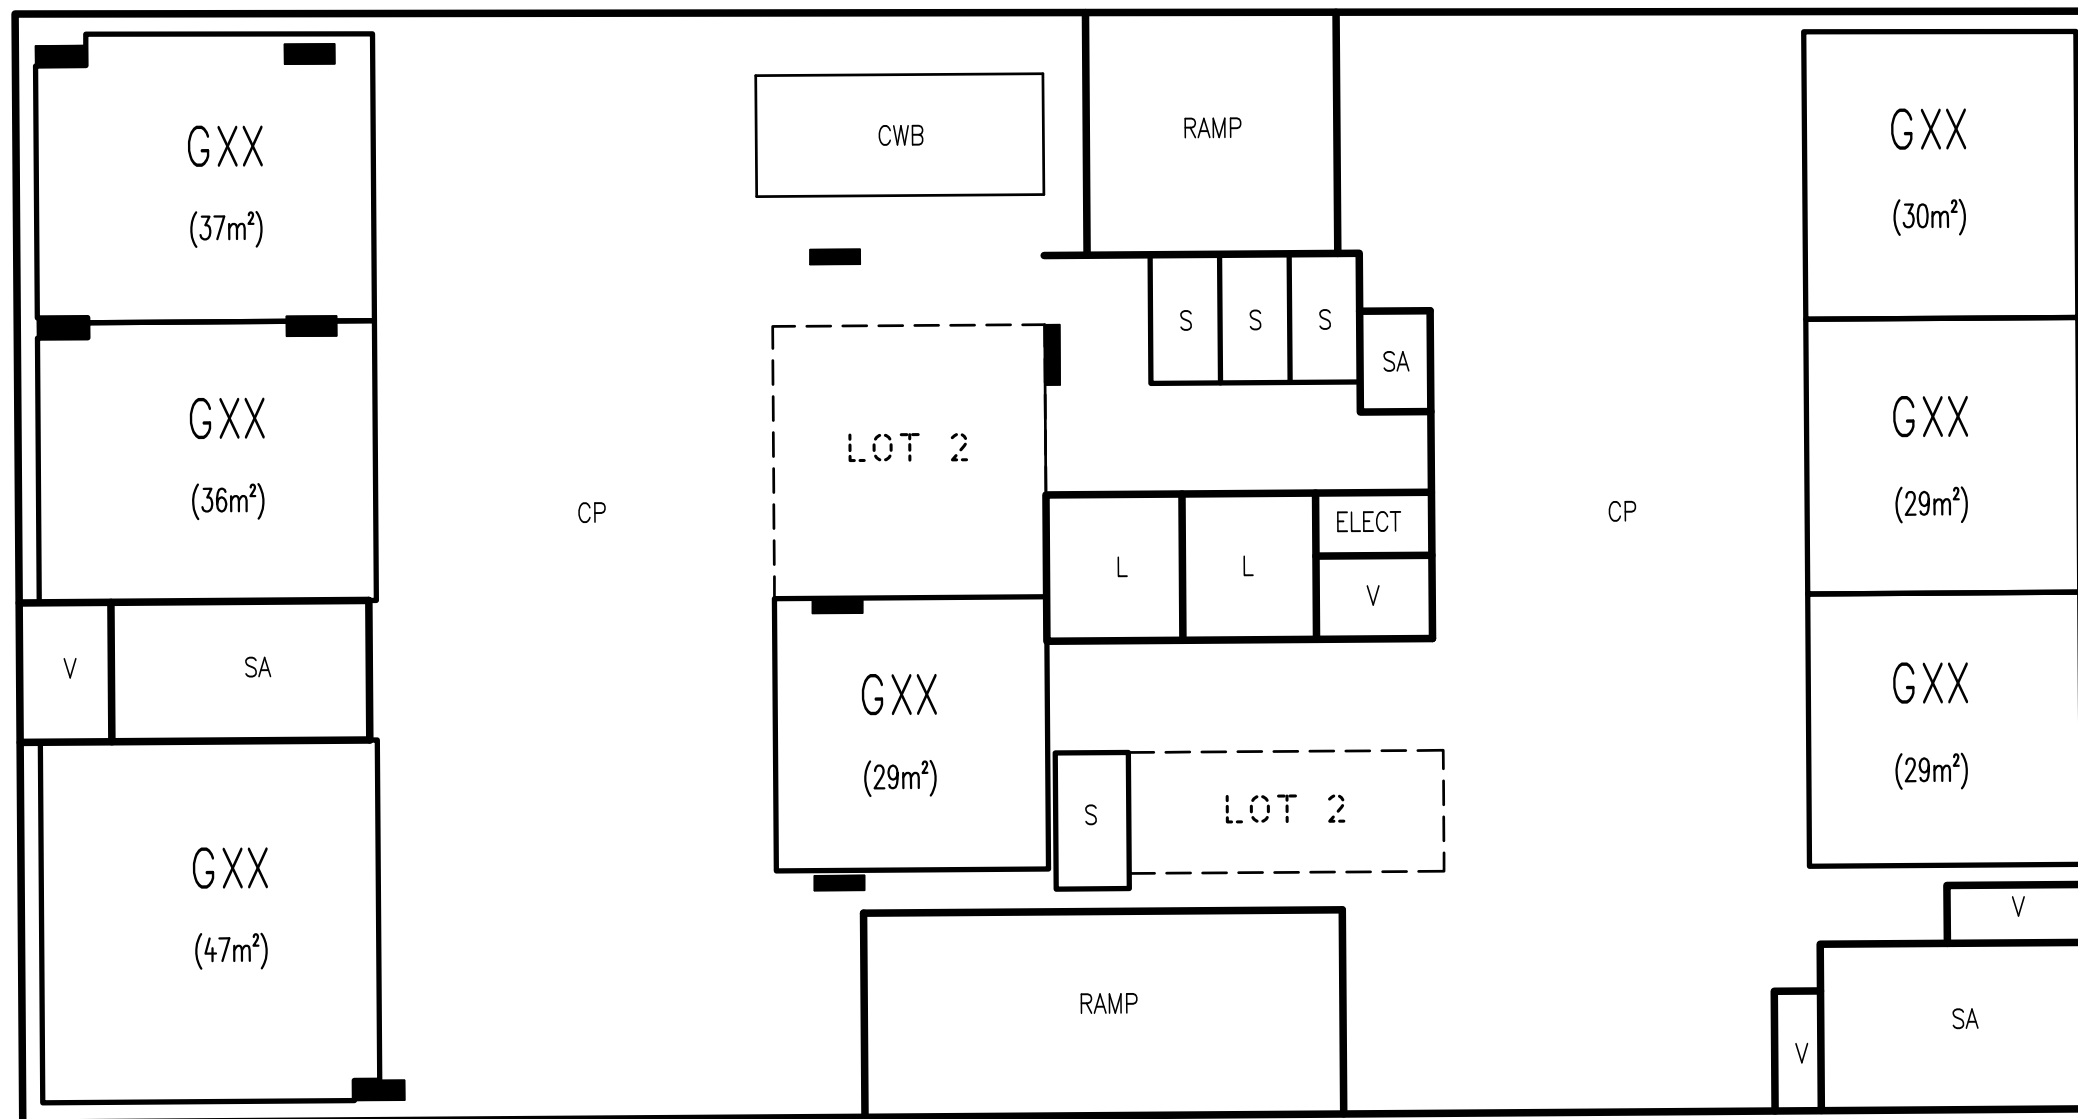 GXX
(37m²)
CWB
RAMP
GXX
(30m²)
S
S
S
SA
GXX
(36m²)
CP
LOT 2
CP
GXX
(29m²)
L
L
ELECT
V
V
SA
GXX
(29m²)
GXX
(29m²)
S
LOT 2
GXX
(47m²)
RAMP
V
V
SA